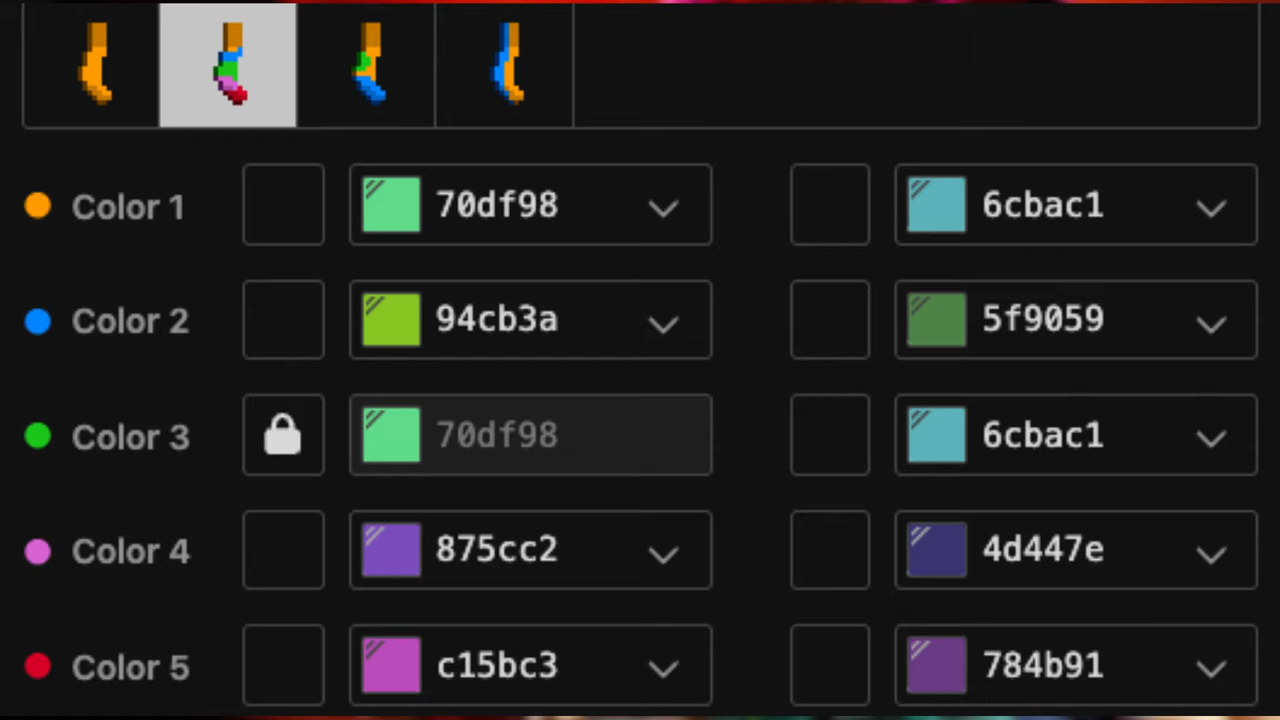 Color 1 70df98 6cbac1
Color 2 94cb3a 5f9059
Color 3 70df98 6cbac1
Color 4 875cc2 4d447e
Color 5 c15bc3 784b91